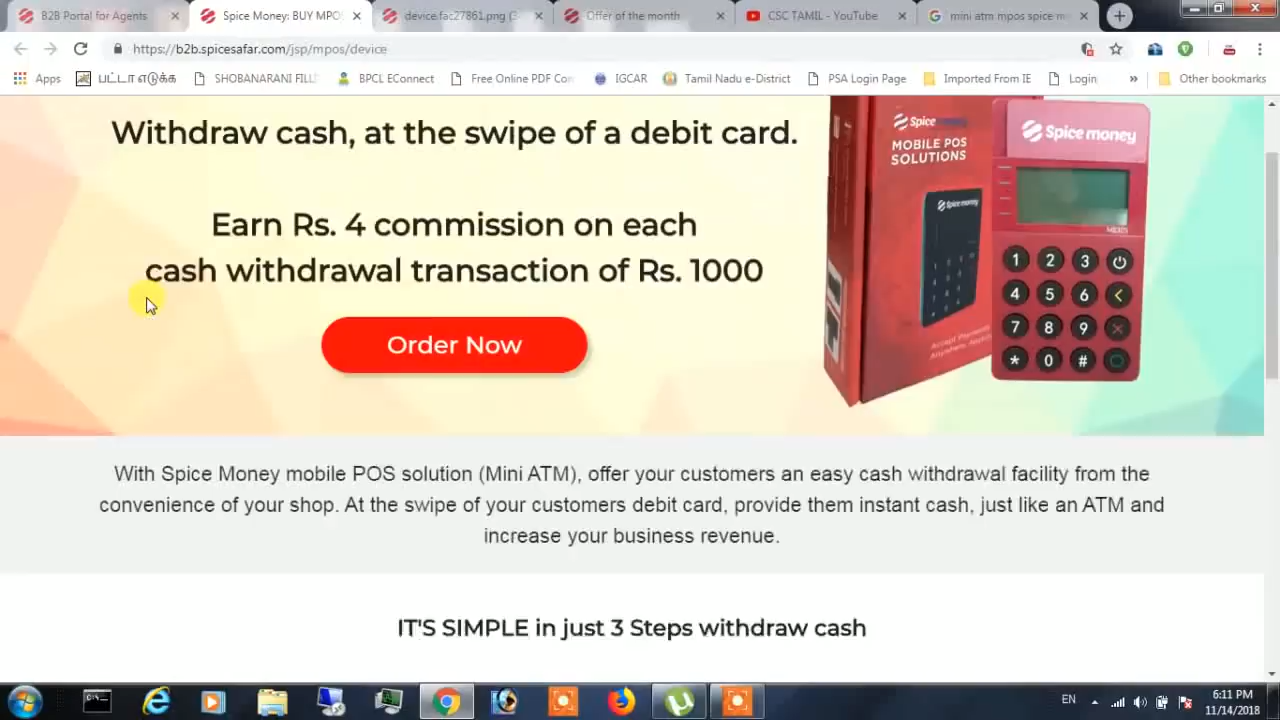 B2B Portal for Agents
Spice Money: BUY MPO
device.fac27861.png
Offer of the month
CSC TAMIL - YouTube
mini atm mpos spice m
https://b2b.spicesafar.com/jsp/mpos/device
Apps
பட்டா எடுக்க
SHOBANARANI FILL
BPCL EConnect
Free Online PDF Con
IGCAR
Tamil Nadu e-District
PSA Login Page
Imported From IE
Login
»
Other bookmarks
Withdraw cash, at the swipe of a debit card.
Earn Rs. 4 commission on each
cash withdrawal transaction of Rs. 1000
Order Now
Spice money
MOBILE POS
SOLUTIONS
Spice money
Accept Payments
Anywhere, Anytime
Spice money
1 2 3
4 5 6
7 8 9
* 0 #
With Spice Money mobile POS solution (Mini ATM), offer your customers an easy cash withdrawal facility from the
convenience of your shop. At the swipe of your customers debit card, provide them instant cash, just like an ATM and
increase your business revenue.
IT'S SIMPLE in just 3 Steps withdraw cash
EN
6:11 PM
11/14/2018